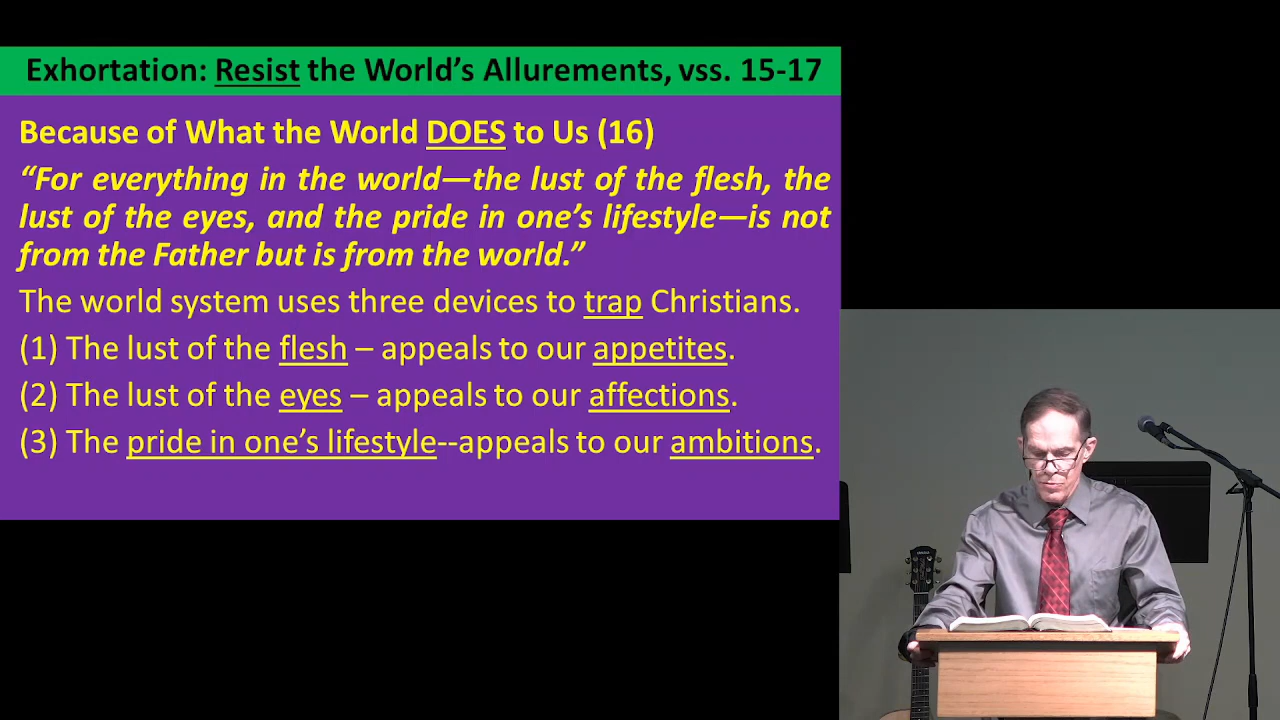 Exhortation: Resist the World's Allurements, vss. 15-17
Because of What the World DOES to Us (16)
“For everything in the world—the lust of the flesh, the
lust of the eyes, and the pride in one’s lifestyle—is not
from the Father but is from the world.”
The world system uses three devices to trap Christians.
(1) The lust of the flesh – appeals to our appetites.
(2) The lust of the eyes – appeals to our affections.
(3) The pride in one’s lifestyle--appeals to our ambitions.